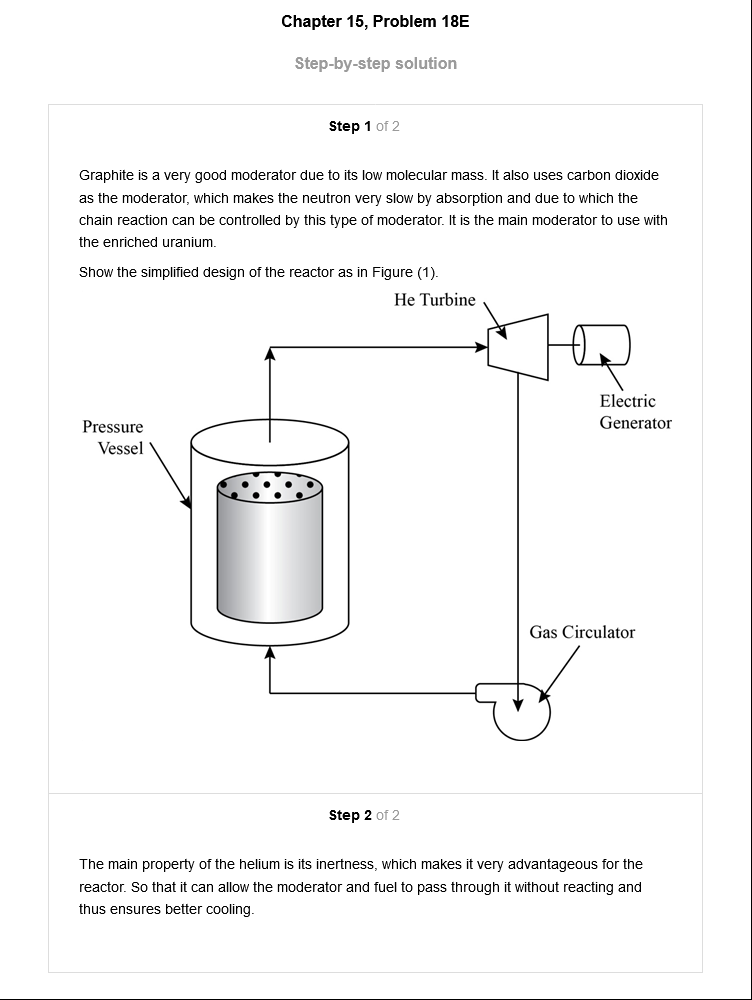 Chapter 15, Problem 18E
Step-by-step solution
Step 1 of 2
Graphite is a very good moderator due to its low molecular mass. It also uses carbon dioxide
as the moderator, which makes the neutron very slow by absorption and due to which the
chain reaction can be controlled by this type of moderator. It is the main moderator to use with
the enriched uranium.
Show the simplified design of the reactor as in Figure (1).
He Turbine
Electric
Generator
Pressure
Vessel
Gas Circulator
Step 2 of 2
The main property of the helium is its inertness, which makes it very advantageous for the
reactor. So that it can allow the moderator and fuel to pass through it without reacting and
thus ensures better cooling.